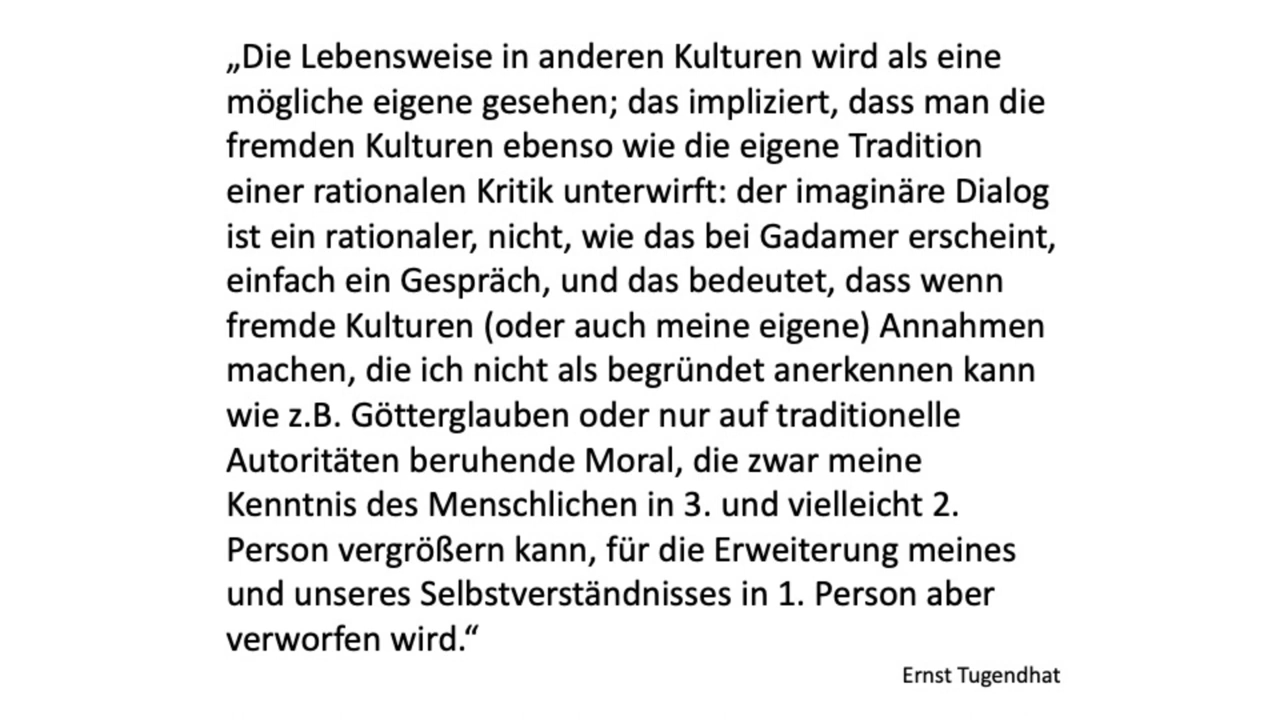 „Die Lebensweise in anderen Kulturen wird als eine
mögliche eigene gesehen; das impliziert, dass man die
fremden Kulturen ebenso wie die eigene Tradition
einer rationalen Kritik unterwirft: der imaginäre Dialog
ist ein rationaler, nicht, wie das bei Gadamer erscheint,
einfach ein Gespräch, und das bedeutet, dass wenn
fremde Kulturen (oder auch meine eigene) Annahmen
machen, die ich nicht als begründet anerkennen kann
wie z.B. Götterglauben oder nur auf traditionelle
Autoritäten beruhende Moral, die zwar meine
Kenntnis des Menschlichen in 3. und vielleicht 2.
Person vergrößern kann, für die Erweiterung meines
und unseres Selbstverständnisses in 1. Person aber
verworfen wird.“
Ernst Tugendhat